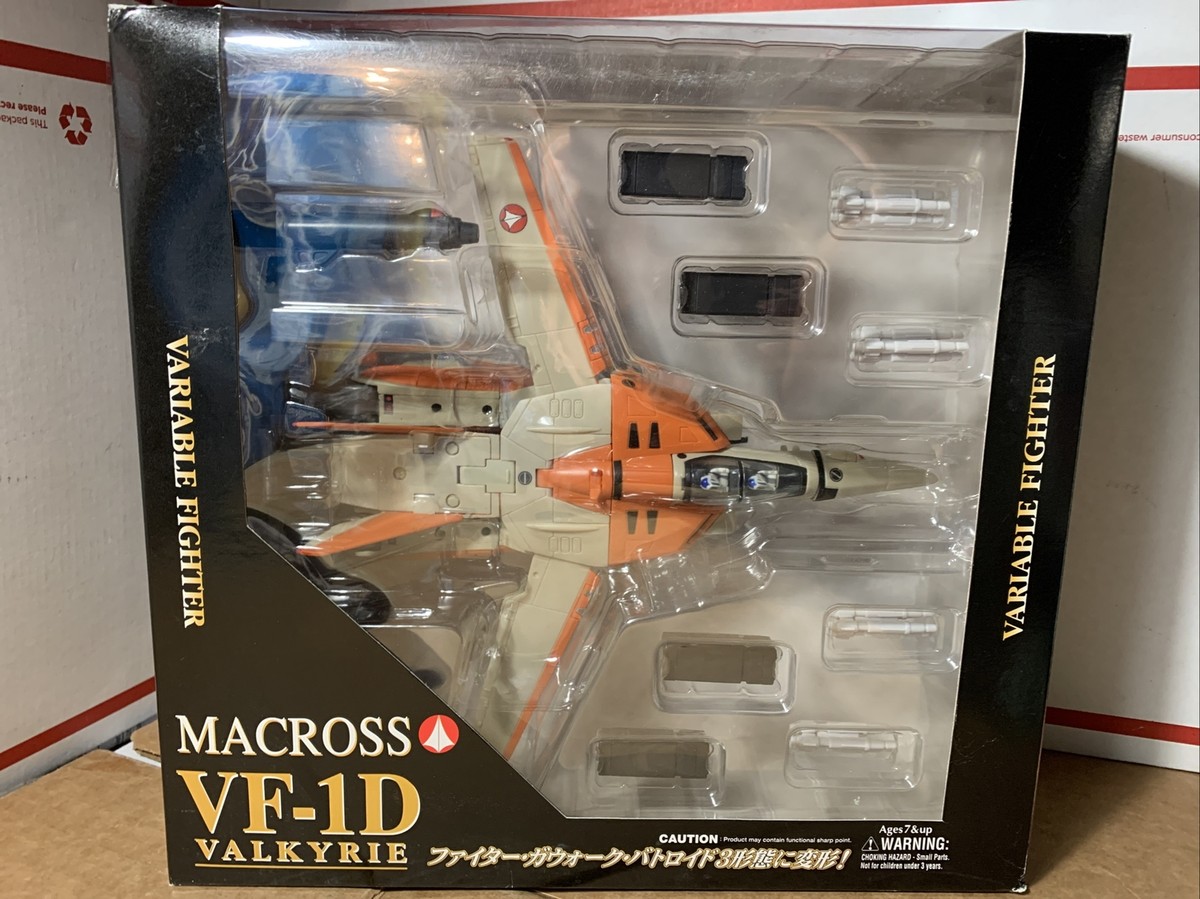 Please rec
This packa
consumer waste
VARIABLE FIGHTER
VARIABLE FIGHTER
MACROSS
VF-1D
VALKYRIE
ファイター・ガウォーク・バトロイド3形態に変形!
CAUTION : Product may contain functional sharp point.
Ages 7 & up
WARNING:
CHOKING HAZARD - Small Parts.
Not for children under 3 years.